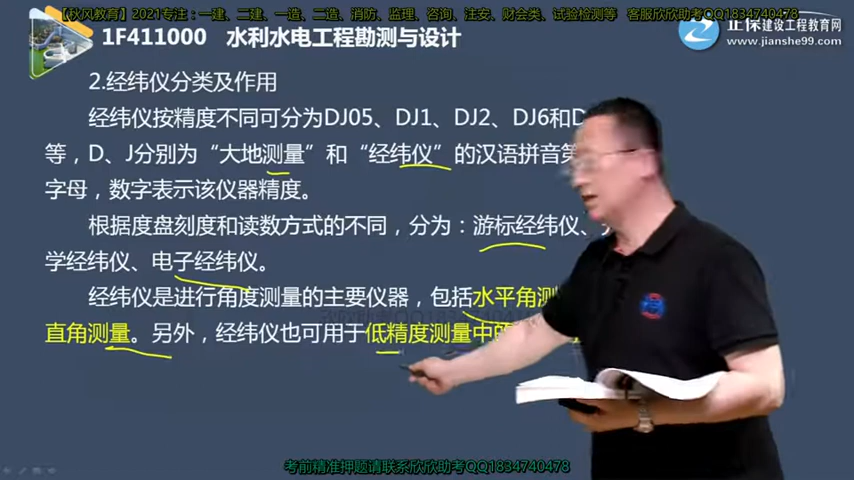 【秋风教育】2021专注：一建、二建、一造、二造、消防、监理、咨询、注安、财会类、试验检测等 客服欣欣助考QQ1834740478
1F411000 水利水电工程勘测与设计
正保建设工程教育网
www.jianshe99.com
2.经纬仪分类及作用
经纬仪按精度不同可分为DJ05、DJ1、DJ2、DJ6和D
等，D、J分别为“大地测量”和“经纬仪”的汉语拼音第
字母，数字表示该仪器精度。
根据度盘刻度和读数方式的不同，分为：游标经纬仪、
学经纬仪、电子经纬仪。
经纬仪是进行角度测量的主要仪器，包括水平角测
直角测量。另外，经纬仪也可用于低精度测量中的
考前精准押题请联系欣欣助考QQ1834740478